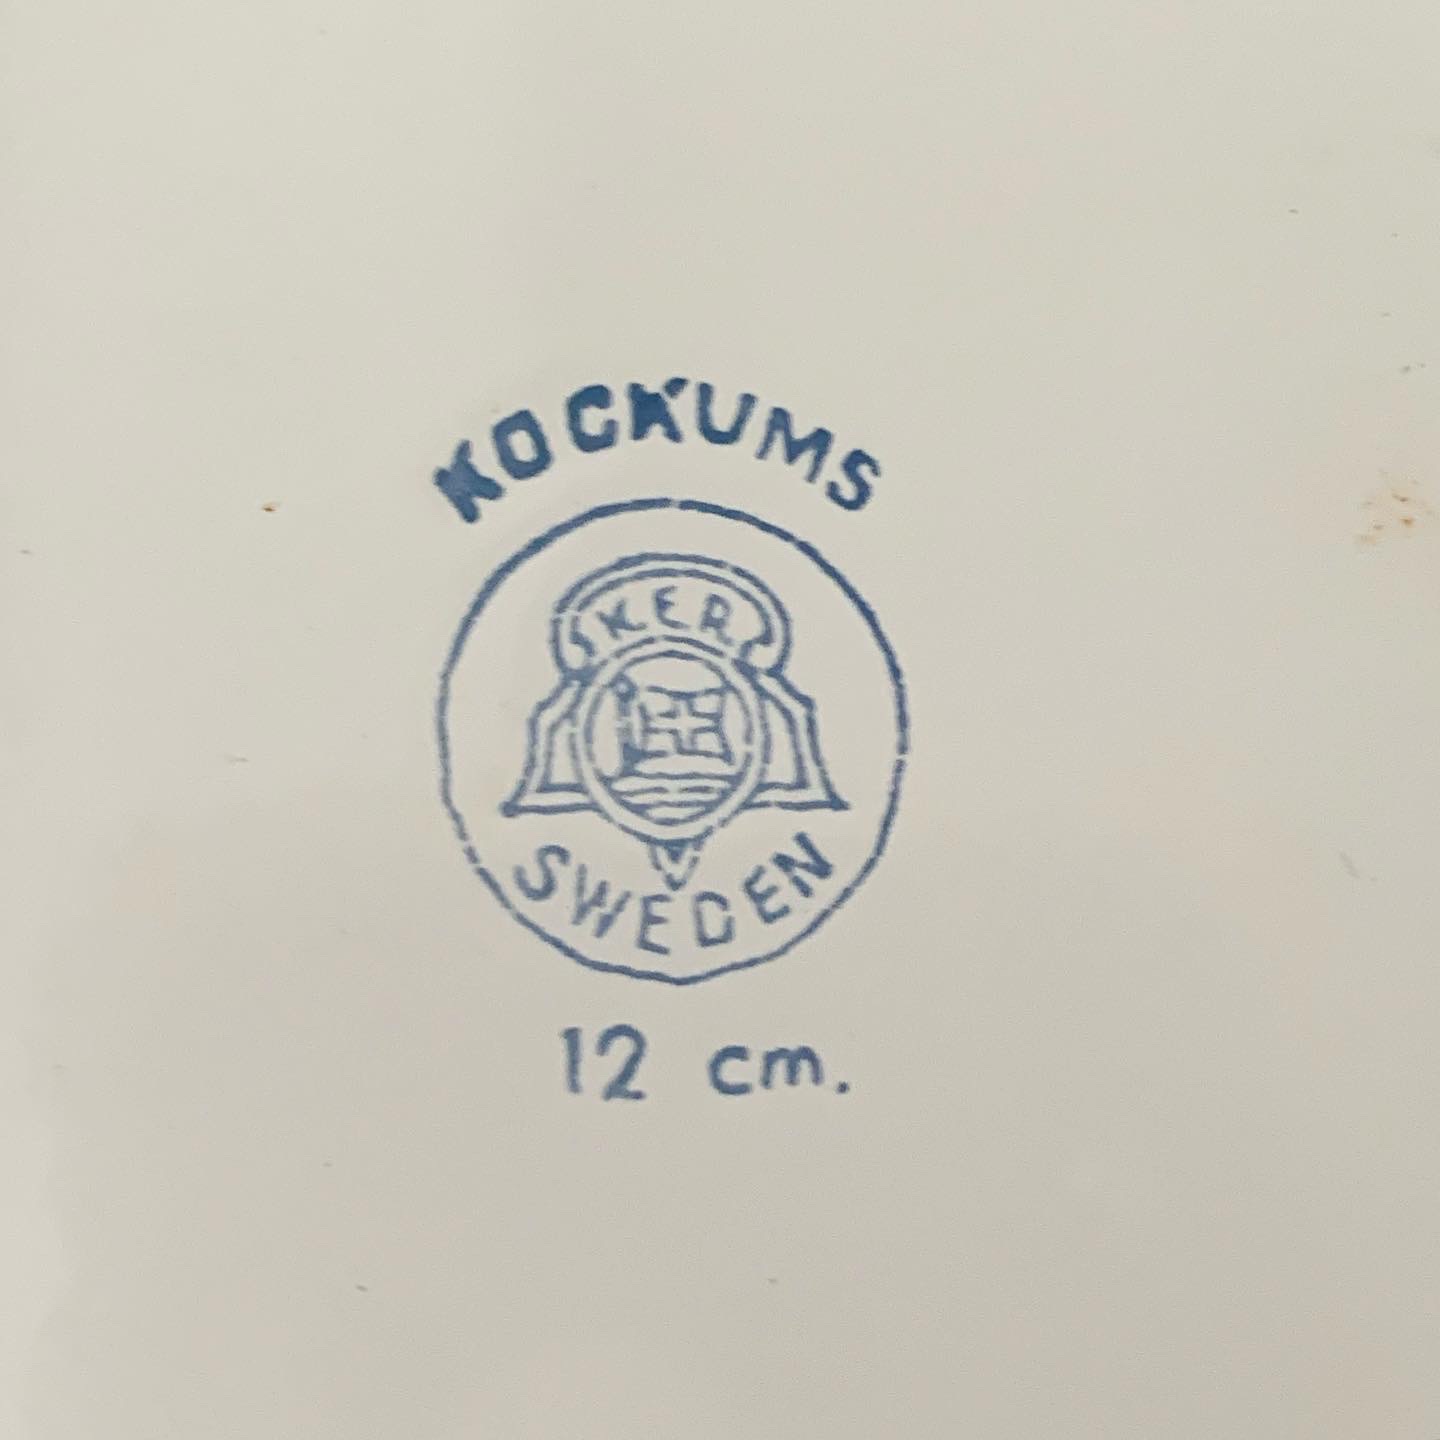 KOCKUMS
KER
SWEDEN
12 cm.